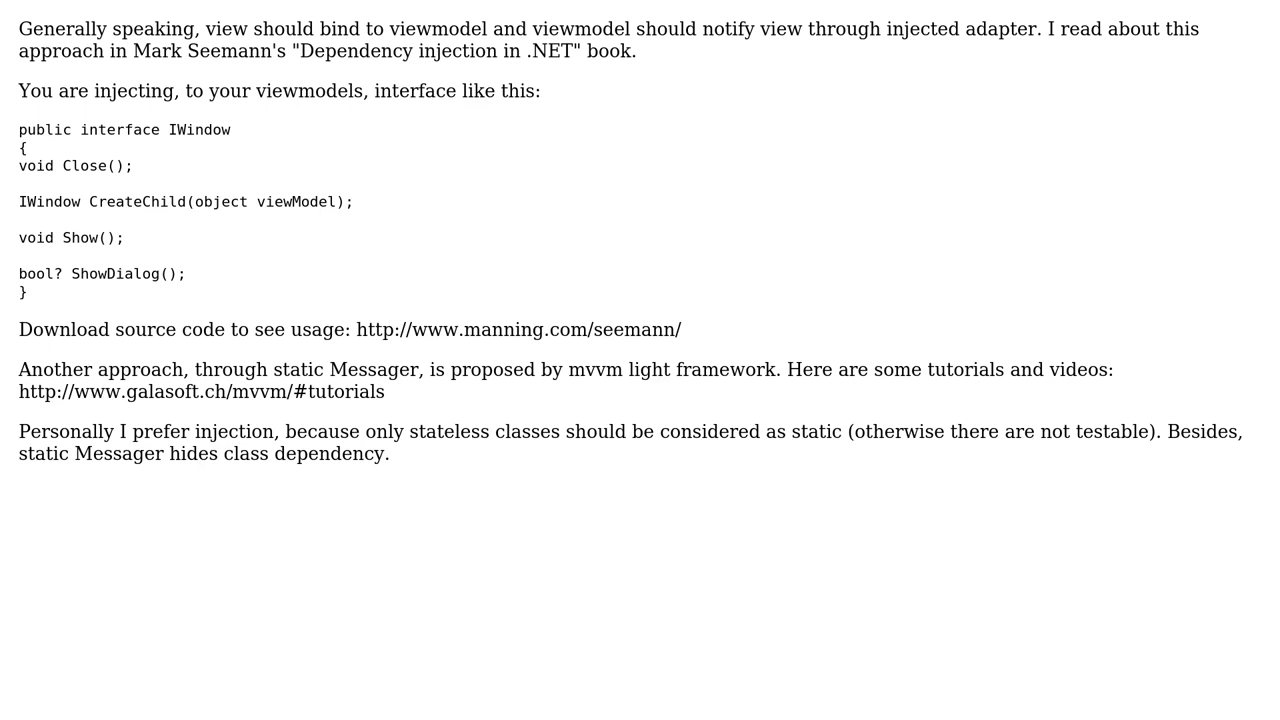 Generally speaking, view should bind to viewmodel and viewmodel should notify view through injected adapter. I read about this
approach in Mark Seemann's "Dependency injection in .NET" book.
You are injecting, to your viewmodels, interface like this:
public interface IWindow
{
void Close();
IWindow CreateChild(object viewModel);
void Show();
bool? ShowDialog();
}
Download source code to see usage: http://www.manning.com/seemann/
Another approach, through static Messager, is proposed by mvvm light framework. Here are some tutorials and videos:
http://www.galasoft.ch/mvvm/#tutorials
Personally I prefer injection, because only stateless classes should be considered as static (otherwise there are not testable). Besides,
static Messager hides class dependency.